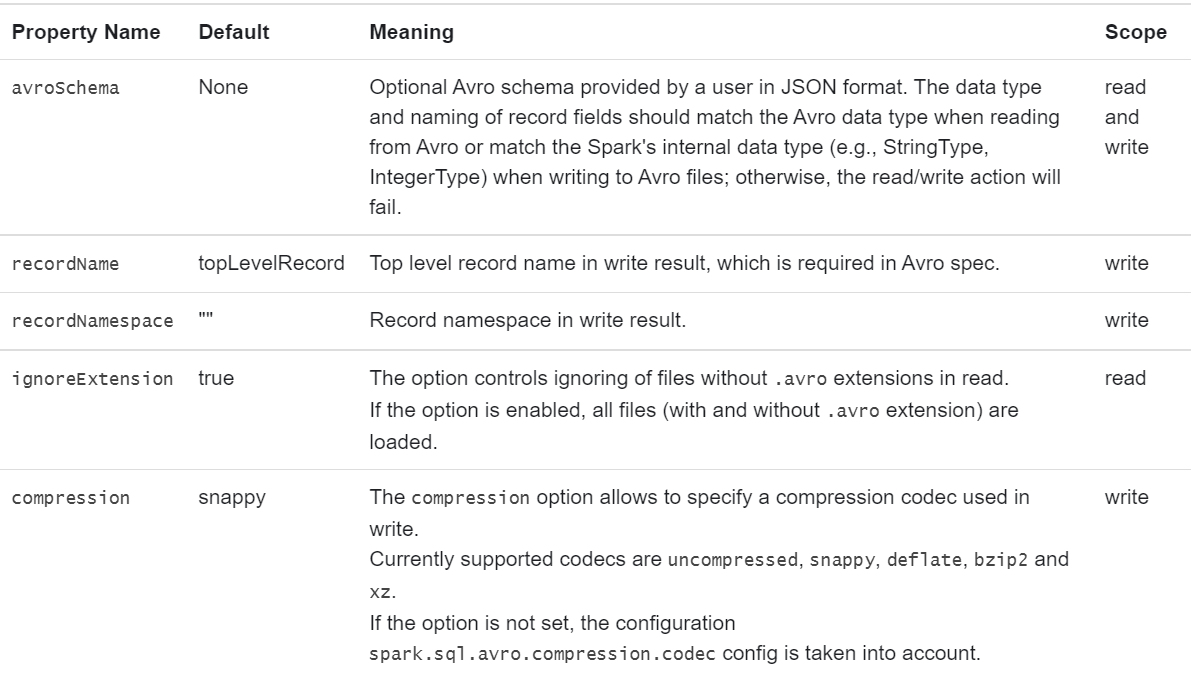 Property Name Default Meaning Scope
avroSchema None Optional Avro schema provided by a user in JSON format. The data type read
and naming of record fields should match the Avro data type when reading and
from Avro or match the Spark's internal data type (e.g., StringType, write
IntegerType) when writing to Avro files; otherwise, the read/write action will
fail.
recordName topLevelRecord Top level record name in write result, which is required in Avro spec. write
recordNamespace "" Record namespace in write result. write
ignoreExtension true The option controls ignoring of files without .avro extensions in read. read
If the option is enabled, all files (with and without .avro extension) are
loaded.
compression snappy The compression option allows to specify a compression codec used in write
write.
Currently supported codecs are uncompressed, snappy, deflate, bzip2 and
xz.
If the option is not set, the configuration
spark.sql.avro.compression.codec config is taken into account.